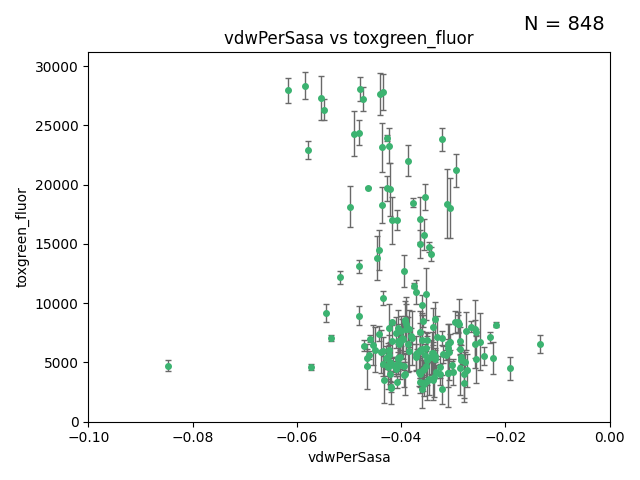 N = 848
vdwPerSasa vs toxgreen_fluor
30000
25000
20000
15000
10000
5000
0
toxgreen_fluor
−0.10 −0.08 −0.06 −0.04 −0.02 0.00
vdwPerSasa